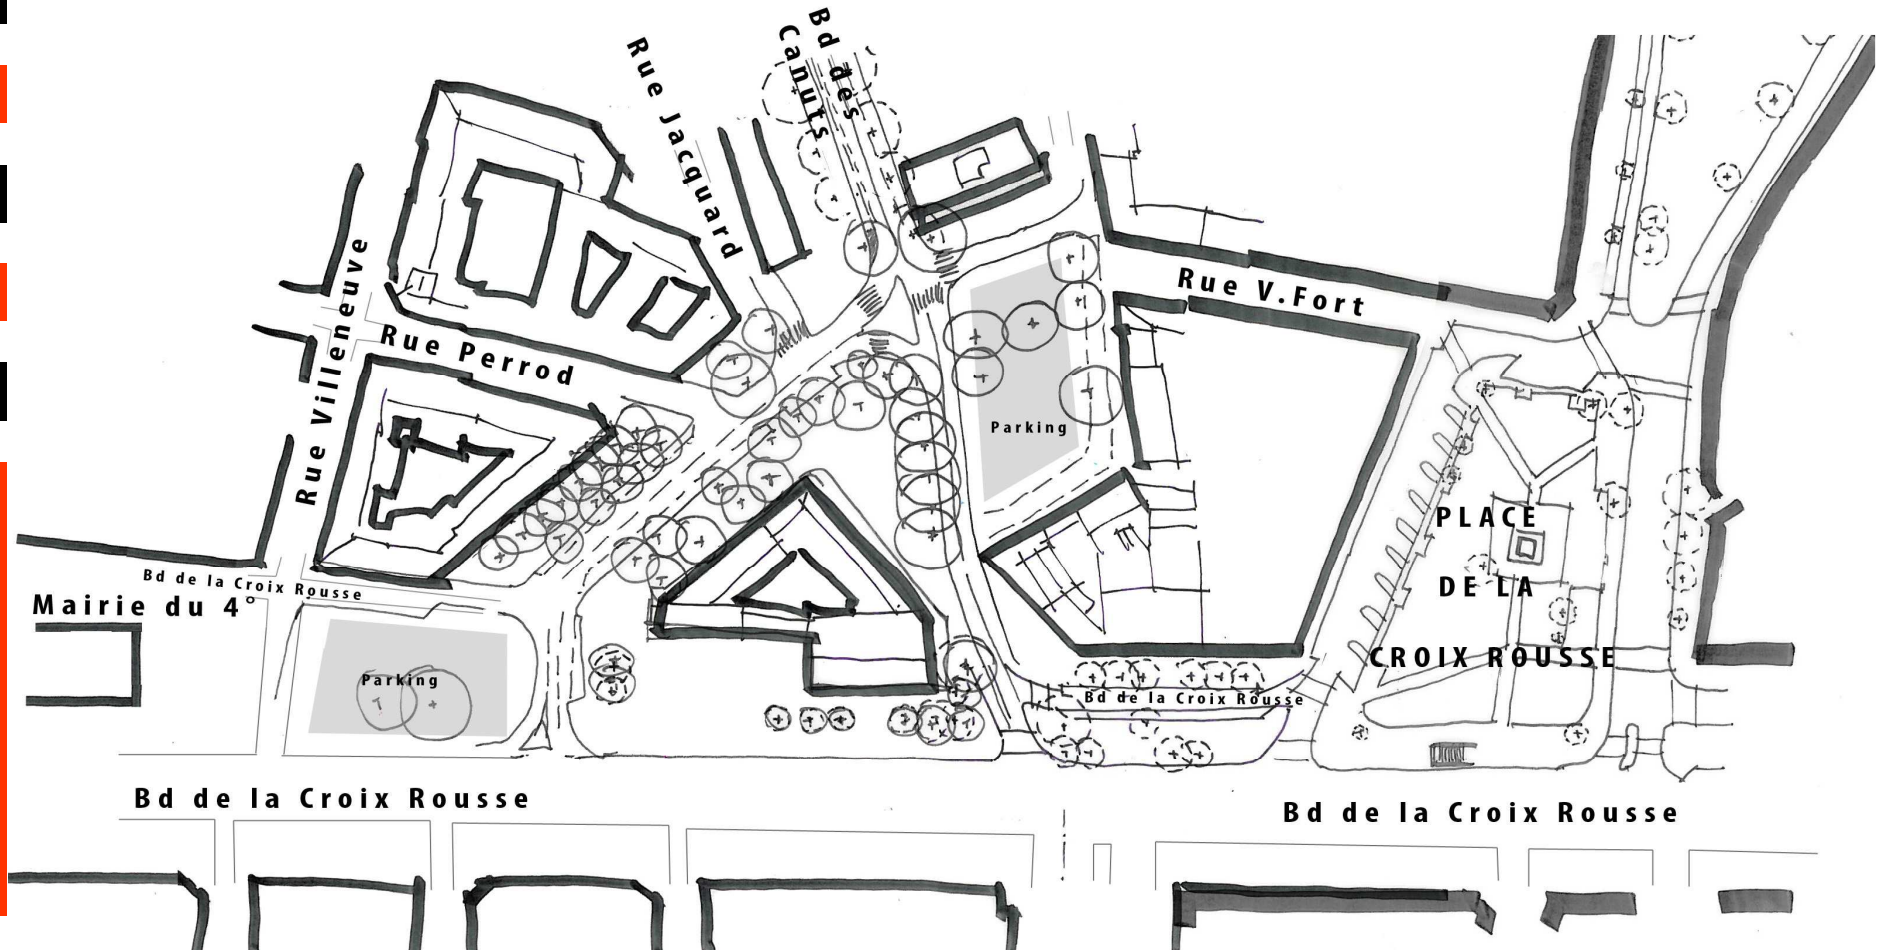 Bd des
Canuts
Rue Jacquard
Rue Villeneuve
Rue Perrod
Rue V.Fort
Parking
PLACE
DE LA
CROIX ROUSSE
Bd de la Croix Rousse
Mairie du 4°
Parking
Bd de la Croix Rousse
Bd de la Croix Rousse
Bd de la Croix Rousse